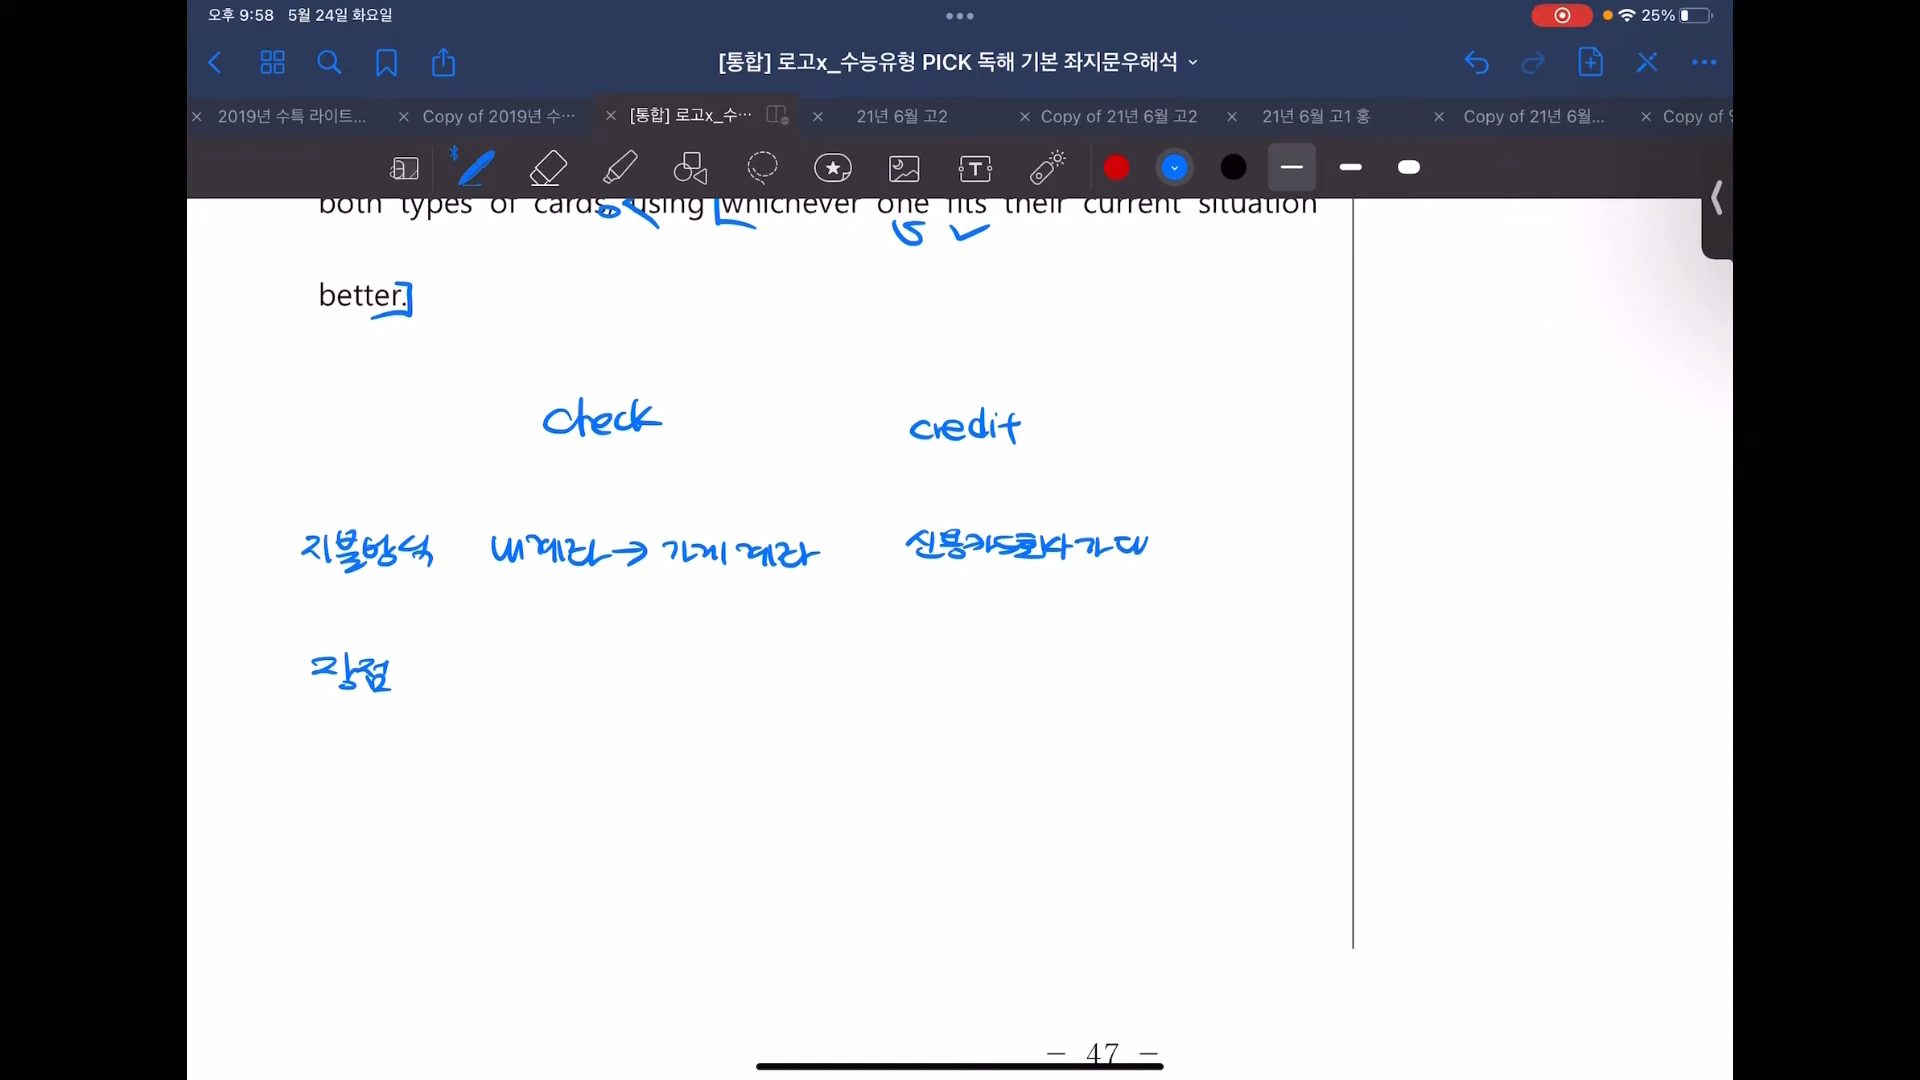 오후 9:58 5월 24일 화요일 25%
[통합] 로고x_수능유형 PICK 독해 기본 좌지문우해석
2019년 수특 라이트... Copy of 2019년 수... [통합] 로고x_수... 21년 6월 고2 Copy of 21년 6월 고2 21년 6월 고1 홍 Copy of 21년 6월... Copy of
both types of cards, using [whichever one fits their current situation
S
better.]
check credit
지불방식 내계좌→가게 계좌 신용카드회사가 대
장점
- 47 -